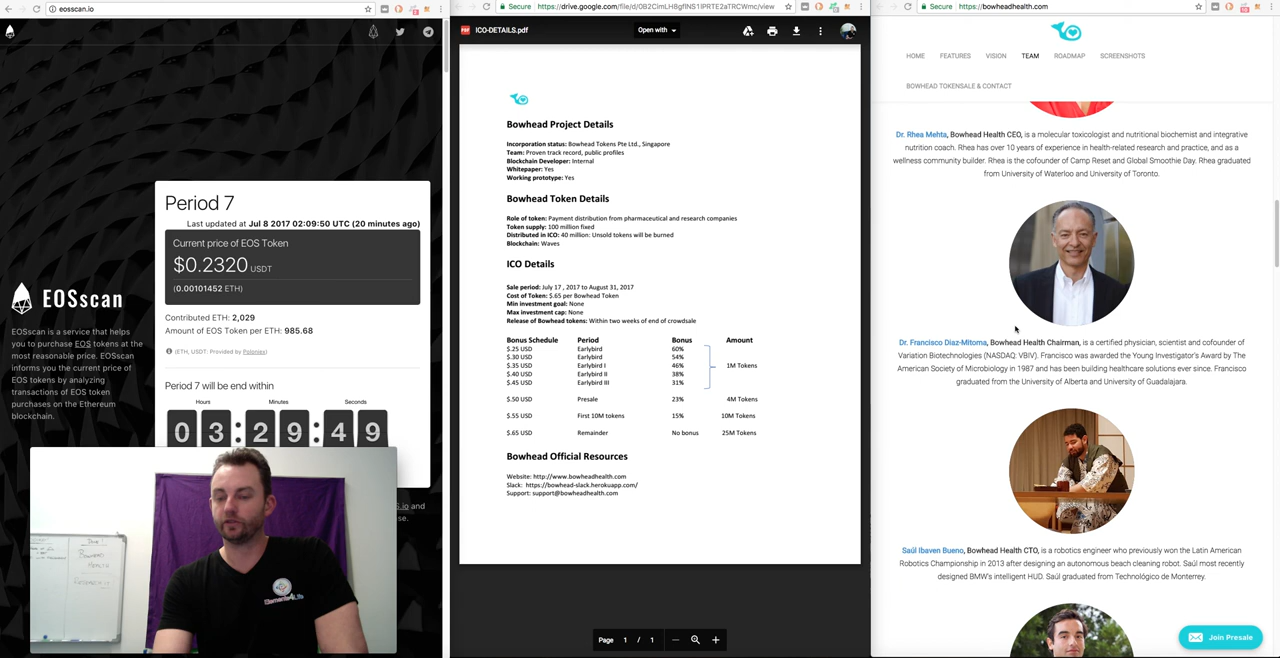 eosscan.io
Period 7
Last updated at Jul 8 2017 02:09:50 UTC (20 minutes ago)
Current price of EOS Token
$0.2320 USDT
(0.00101452 ETH)
Contributed ETH: 2,029
Amount of EOS Token per ETH: 985.68
(ETH, USDT: Provided by Poloniex)
Period 7 will be end within
Hours Minutes Seconds
03:29:49
EOSscan
EOSscan is a service that helps
you to purchase EOS tokens at the
most reasonable price. EOSscan
informs you the current price of
EOS tokens by analyzing
transactions of EOS token
purchases on the Ethereum
blockchain.
s.io and
se.
Bowhead
Health
Elements4Life
Secure
ICO-DETAILS.pdf
Open with
Bowhead Project Details
Incorporation status: Bowhead Tokens Pte Ltd., Singapore
Team: Proven track record, public profiles
Blockchain Developer: Internal
Whitepaper: Yes
Working prototype: Yes
Bowhead Token Details
Role of token: Payment distribution from pharmaceutical and research companies
Token supply: 100 million fixed
Distributed in ICO: 40 million: Unsold tokens will be burned
Blockchain: Waves
ICO Details
Sale period: July 17 , 2017 to August 31, 2017
Cost of Token: $.65 per Bowhead Token
Min investment goal: None
Max investment cap: None
Release of Bowhead tokens: Within two weeks of end of crowdsale
Bonus Schedule Period Bonus Amount
$.25 USD Earlybird 60%
$.30 USD Earlybird 54%
$.35 USD Earlybird I 46% 1M Tokens
$.40 USD Earlybird II 38%
$.45 USD Earlybird III 31%
$.50 USD Presale 23% 4M Tokens
$.55 USD First 10M tokens 15% 10M Tokens
$.65 USD Remainder No bonus 25M Tokens
Bowhead Official Resources
Website: http://www.bowheadhealth.com
Slack: https://bowhead-slack.herokuapp.com/
Support: support@bowheadhealth.com
Page 1 / 1
Secure https://bowheadhealth.com
HOME FEATURES VISION TEAM ROADMAP SCREENSHOTS
BOWHEAD TOKENSALE & CONTACT
Dr. Rhea Mehta, Bowhead Health CEO, is a molecular toxicologist and nutritional biochemist and integrative
nutrition coach. Rhea has over 10 years of experience in health-related research and practice, and as a
wellness community builder. Rhea is the cofounder of Camp Reset and Global Smoothie Day. Rhea graduated
from University of Waterloo and University of Toronto.
Dr. Francisco Diaz-Mitoma, Bowhead Health Chairman, is a certified physician, scientist and cofounder of
Variation Biotechnologies (NASDAQ: VBIV). Francisco was awarded the Young Investigator's Award by The
American Society of Microbiology in 1987 and has been building healthcare solutions ever since. Francisco
graduated from the University of Alberta and University of Guadalajara.
Saúl Ibaven Bueno, Bowhead Health CTO, is a robotics engineer who previously won the Latin American
Robotics Championship in 2013 after designing an autonomous beach cleaning robot. Saúl most recently
designed BMW's intelligent HUD. Saúl graduated from Technológico de Monterrey.
Join Presale